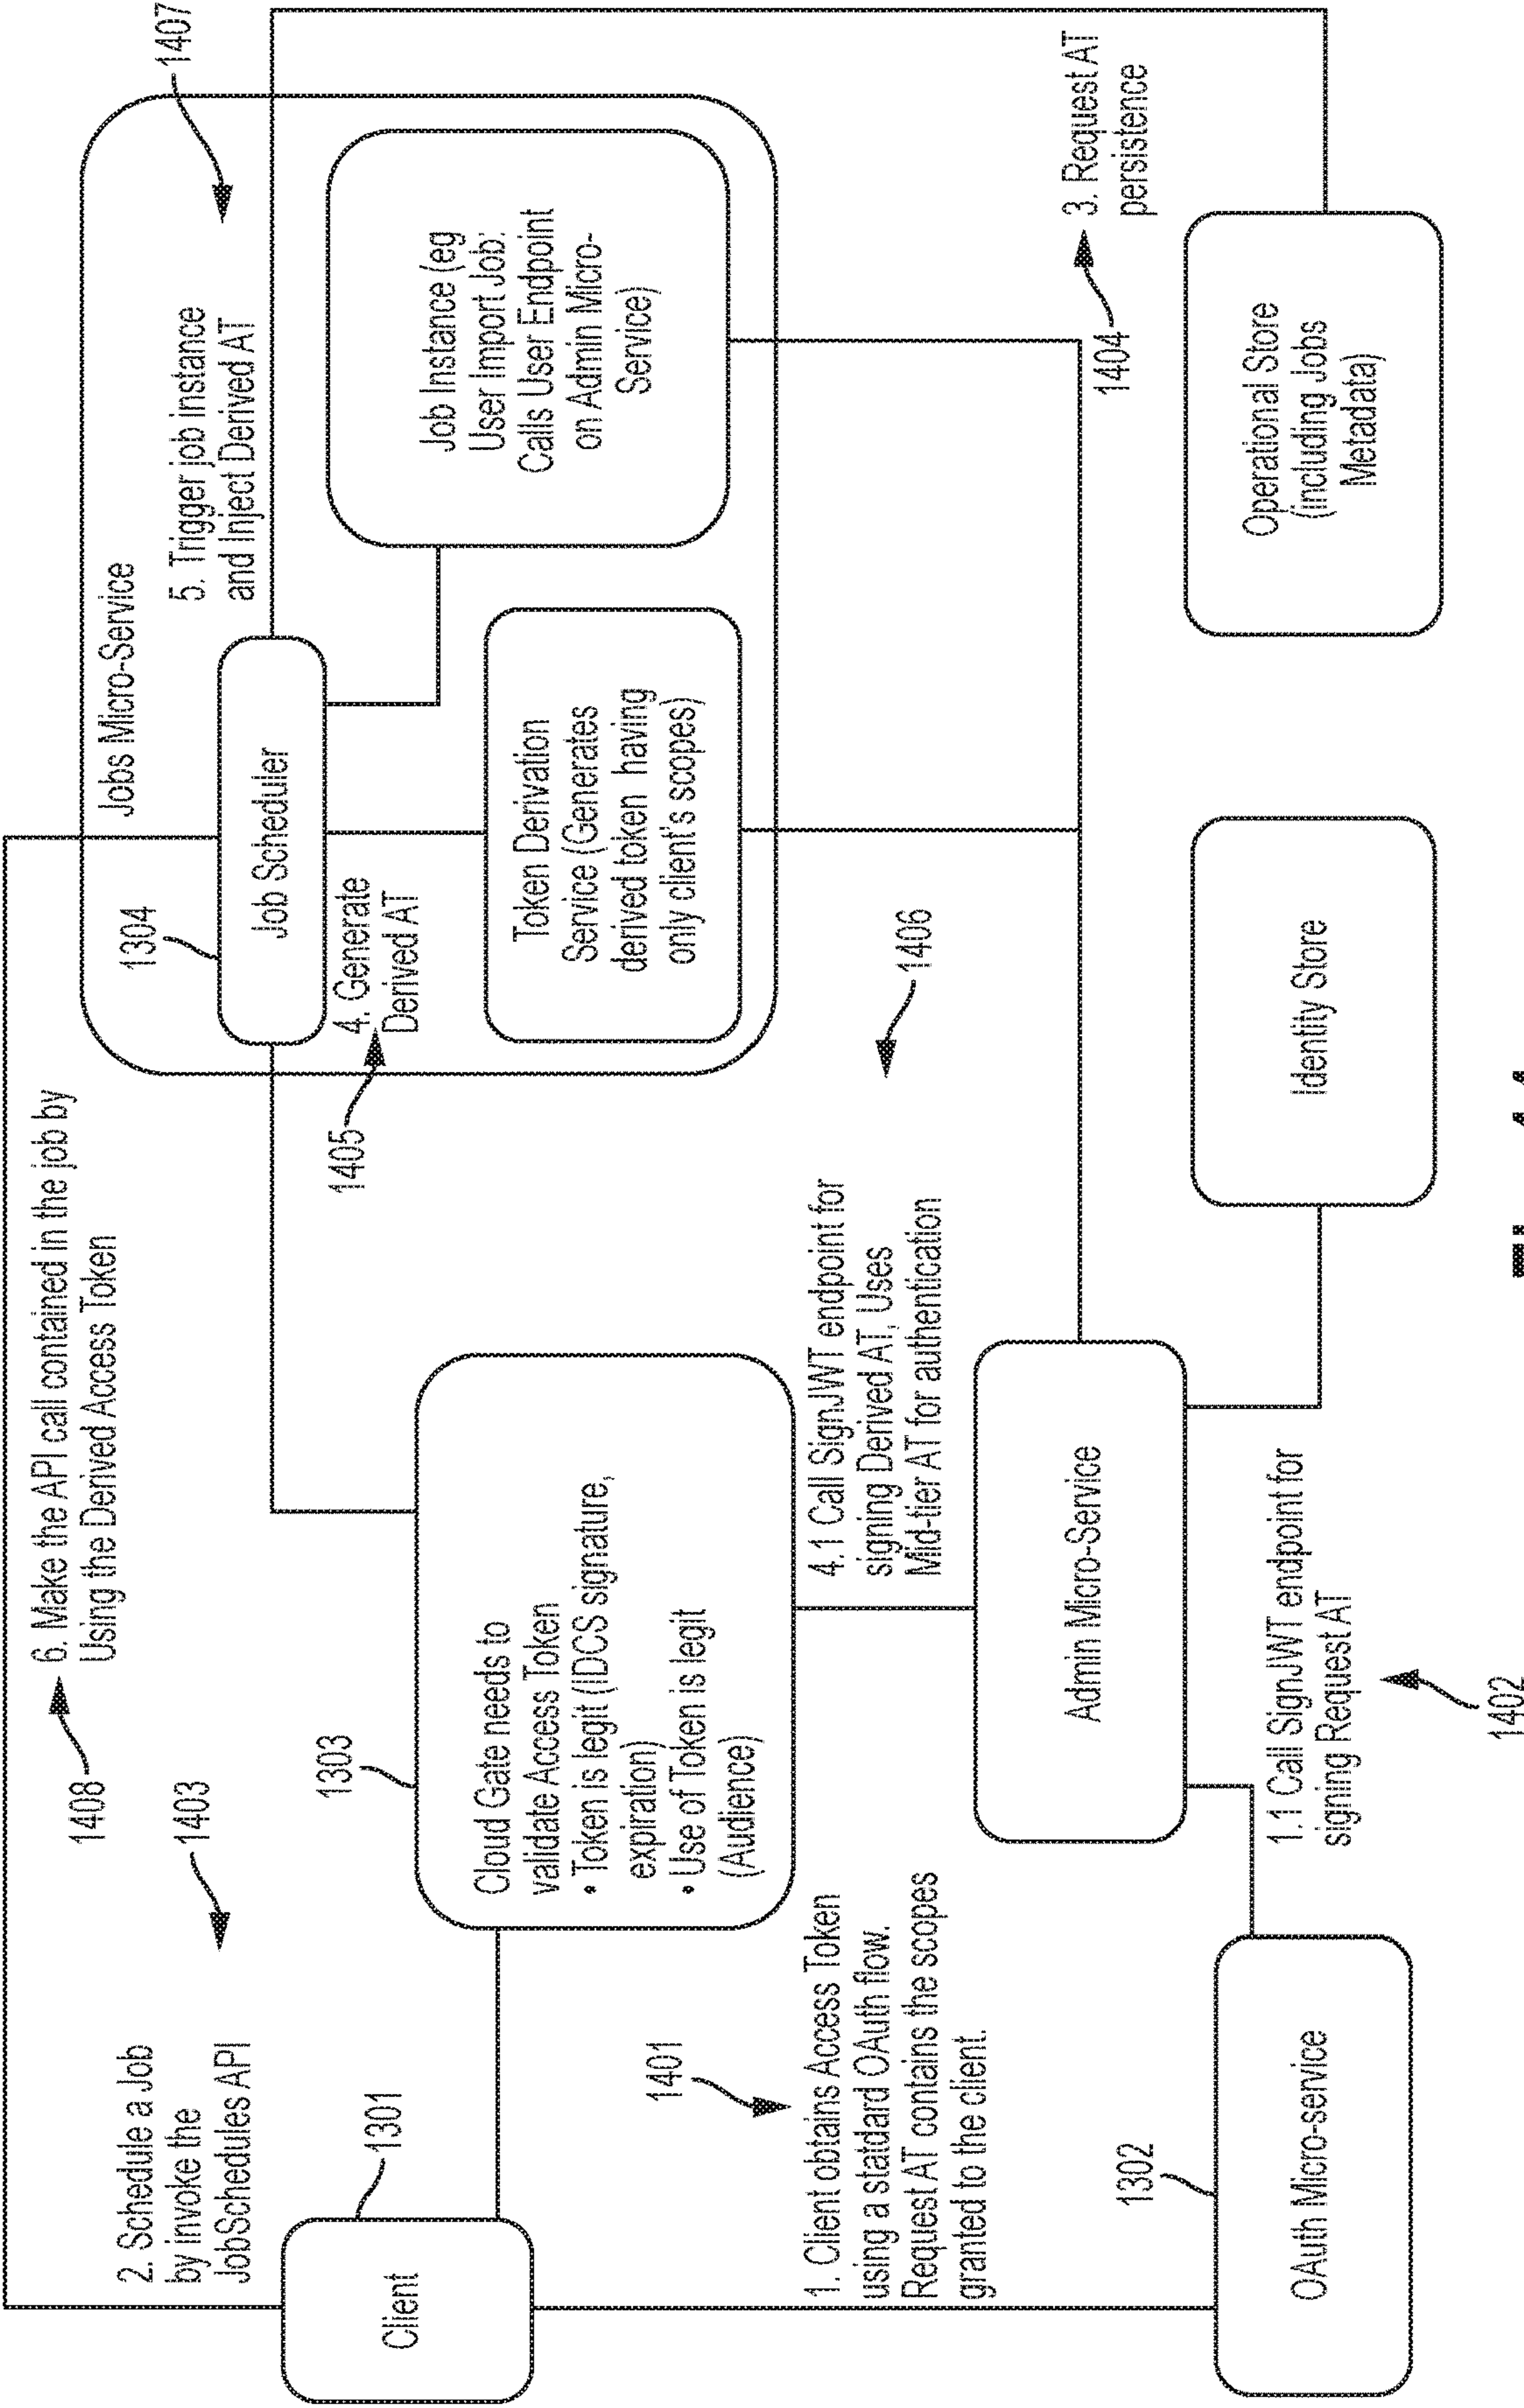 6. Make the API call contained in the job by
Using the Derived Access Token
1408
2. Schedule a Job
by invoke the
JobSchedules API
1403
Jobs Micro-Service
1304
Job Scheduler
5. Trigger job instance
and Inject Derived AT
1407
Client
1301
1303
Cloud Gate needs to
validate Access Token
• Token is legit (IDCS signature,
expiration)
• Use of Token is legit
(Audience)
1405
4. Generate
Derived AT
Token Derivation
Service (Generates
derived token having
only client's scopes)
Job Instance (eg
User Import Job:
Calls User Endpoint
on Admin Micro-
Service)
1401
1. Client obtains Access Token
using a statdard OAuth flow.
Request AT contains the scopes
granted to the client.
4.1 Call SignJWT endpoint for
signing Derived AT, Uses
Mid-tier AT for authentication
1406
Admin Micro-Service
1404
3. Request AT
persistence
1302
OAuth Micro-service
1.1 Call SignJWT endpoint for
signing Request AT
1402
Identity Store
Operational Store
(including Jobs
Metadata)